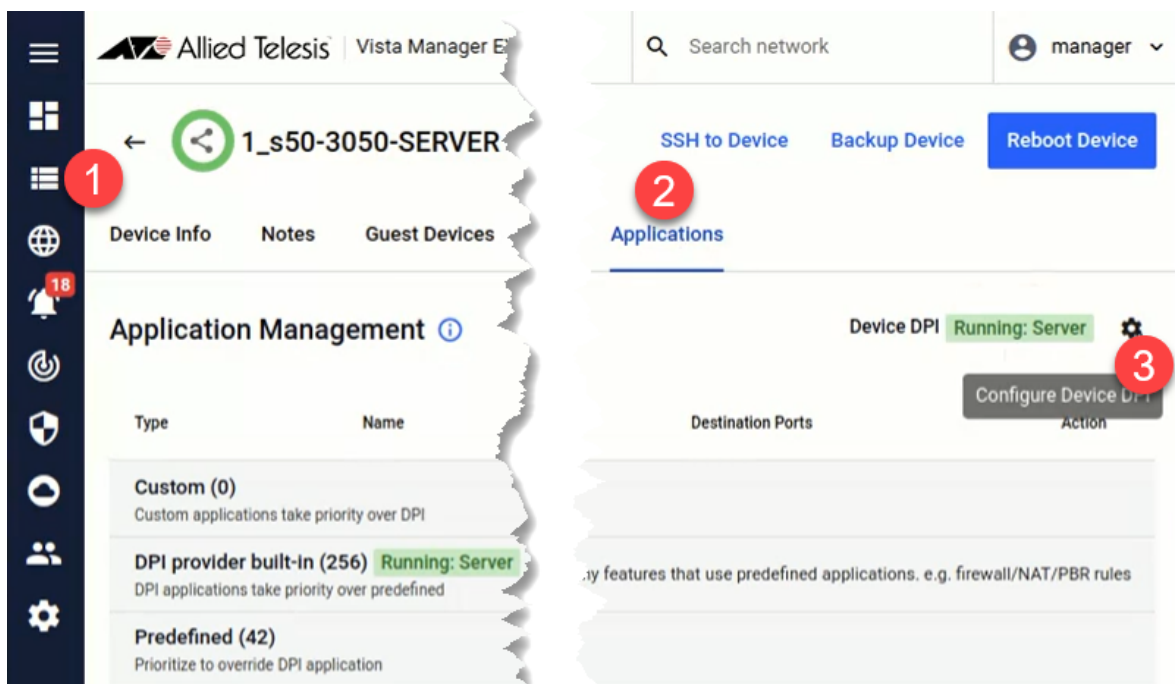 Allied Telesis Vista Manager E
Search network
manager
1_s50-3050-SERVER
SSH to Device Backup Device Reboot Device
1
2
18
Device Info Notes Guest Devices Applications
Application Management
Device DPI Running: Server
3
Configure Device
Type Name Destination Ports Action
Custom (0)
Custom applications take priority over DPI
DPI provider built-in (256) Running: Server
DPI applications take priority over predefined
ny features that use predefined applications. e.g. firewall/NAT/PBR rules
Predefined (42)
Prioritize to override DPI application